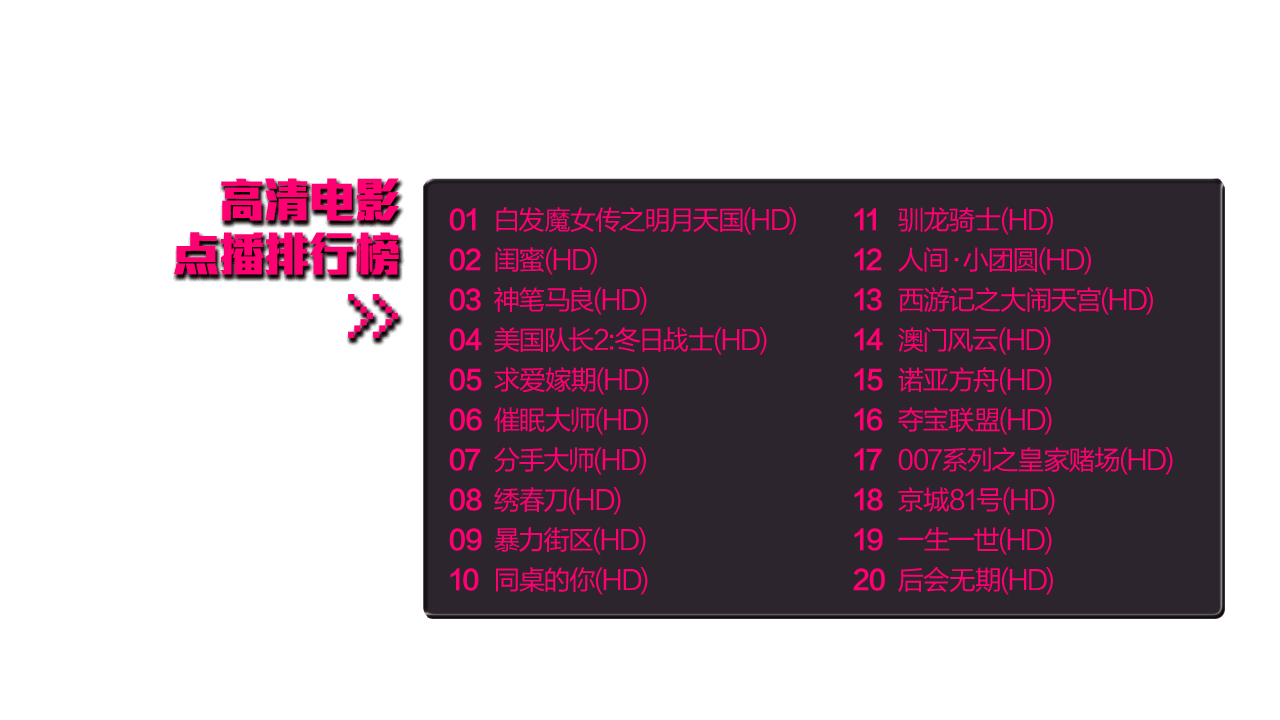 高清电影
点播排行榜
01 白发魔女传之明月天国(HD)
02 闺蜜(HD)
03 神笔马良(HD)
04 美国队长2:冬日战士(HD)
05 求爱嫁期(HD)
06 催眠大师(HD)
07 分手大师(HD)
08 绣春刀(HD)
09 暴力街区(HD)
10 同桌的你(HD)
11 驯龙骑士(HD)
12 人间·小团圆(HD)
13 西游记之大闹天宫(HD)
14 澳门风云(HD)
15 诺亚方舟(HD)
16 夺宝联盟(HD)
17 007系列之皇家赌场(HD)
18 京城81号(HD)
19 一生一世(HD)
20 后会无期(HD)